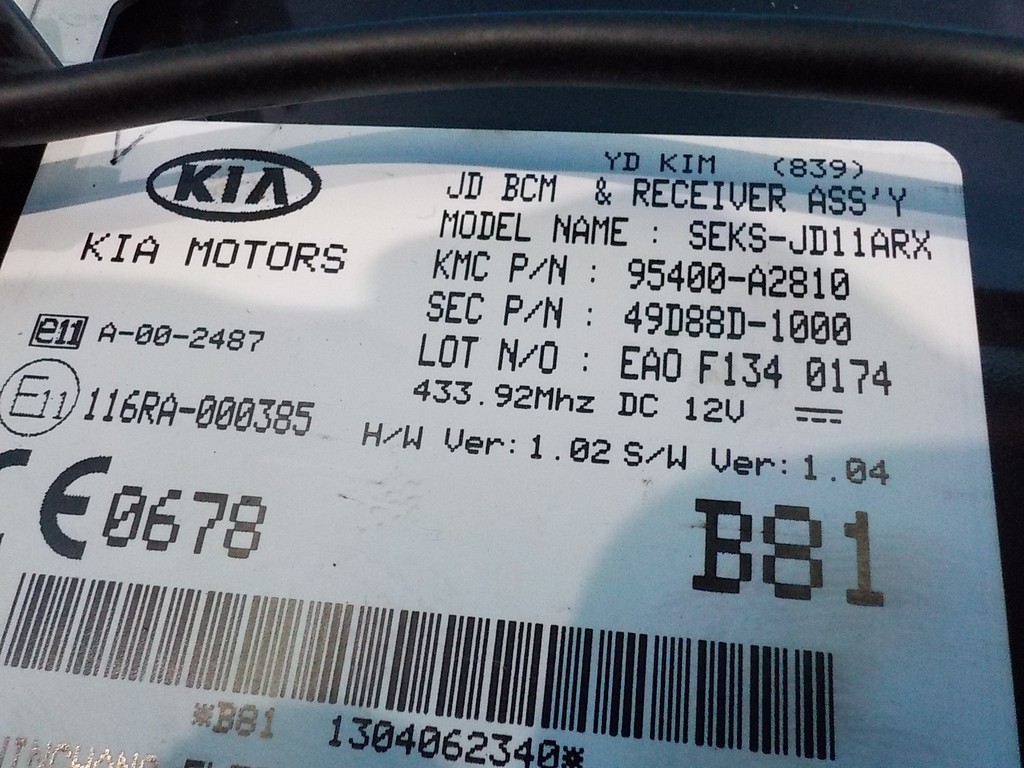 YD KIM (839)
KIA
KIA MOTORS
JD BCM & RECEIVER ASS'Y
MODEL NAME : SEKS-JD11ARX
KMC P/N : 95400-A2810
SEC P/N : 49D88D-1000
LOT N/O : EAO F134 0174
433.92Mhz DC 12V
H/W Ver: 1.02 S/W Ver: 1.04
e11 A-00-2487
E11 116RA-000385
CE 0678
B81
*B81 1304062340*